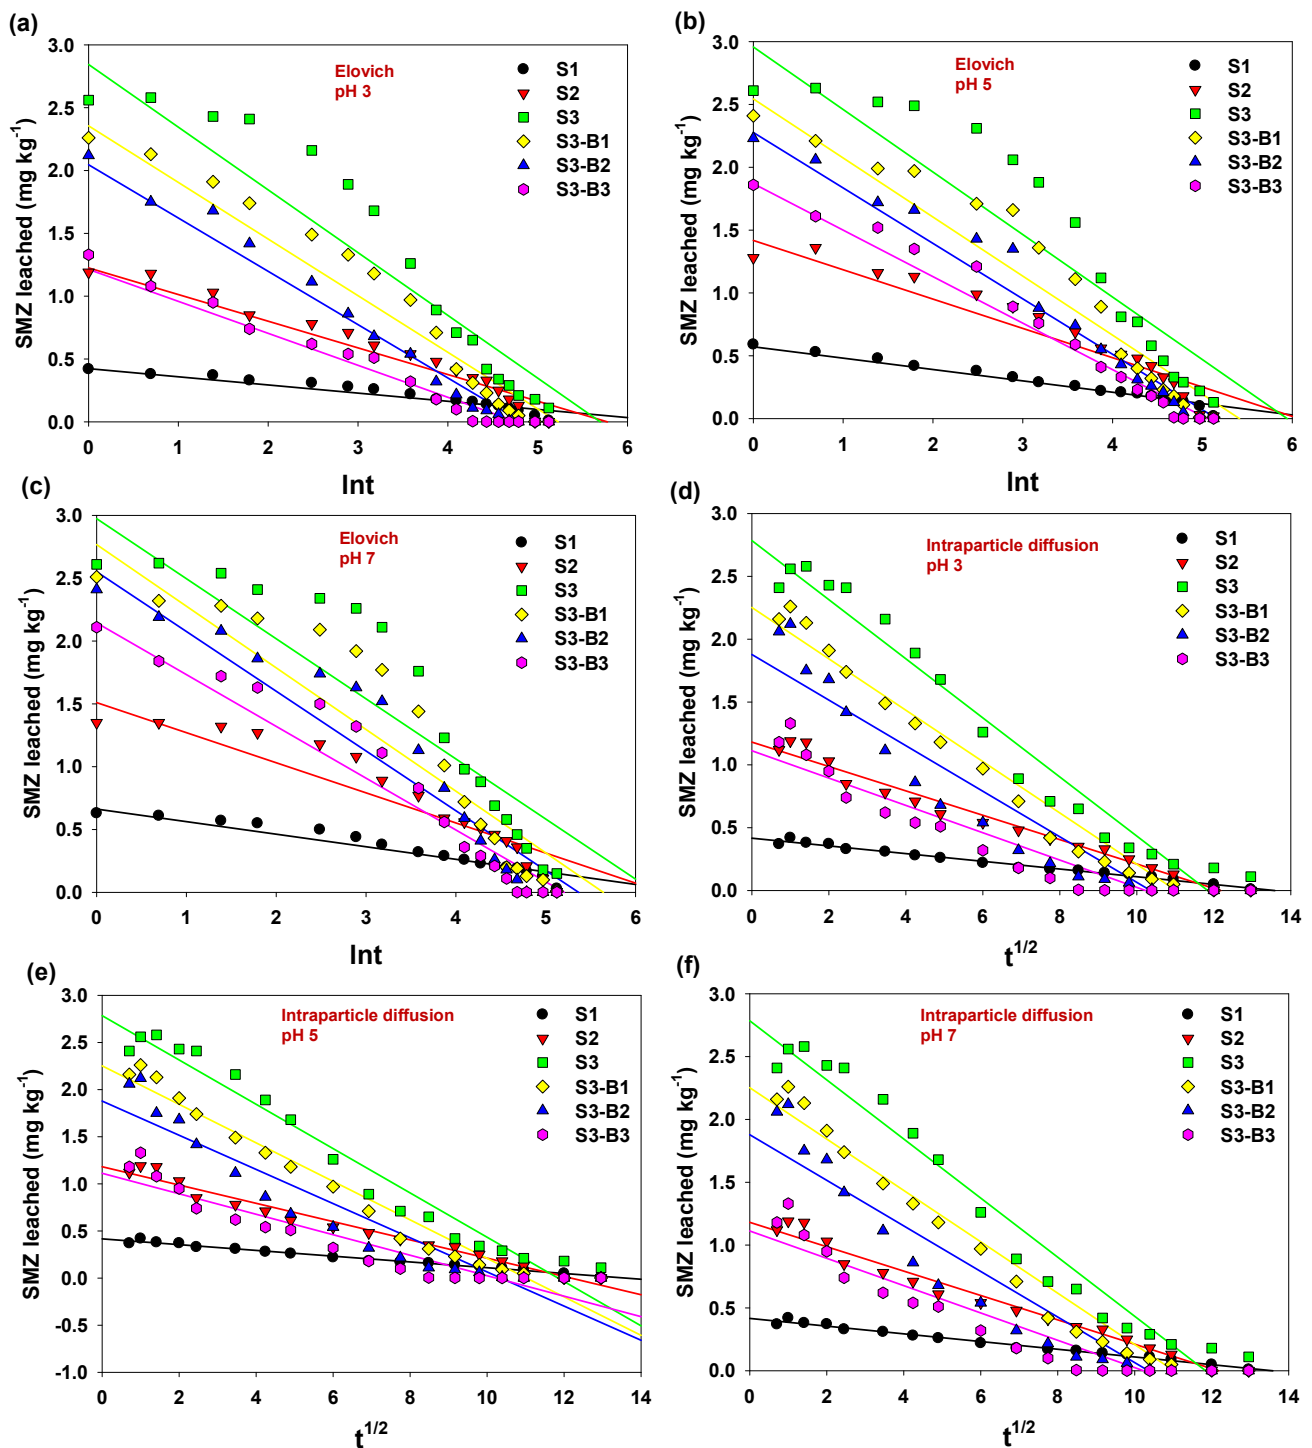 (a)
3.0
2.5
2.0
1.5
1.0
0.5
0.0
SMZ leached (mg kg⁻¹)
Elovich
pH 3
S1
S2
S3
S3-B1
S3-B2
S3-B3
0 1 2 3 4 5 6
lnt
(b)
3.0
2.5
2.0
1.5
1.0
0.5
0.0
SMZ leached (mg kg⁻¹)
Elovich
pH 5
S1
S2
S3
S3-B1
S3-B2
S3-B3
0 1 2 3 4 5 6
lnt
(c)
3.0
2.5
2.0
1.5
1.0
0.5
0.0
SMZ leached (mg kg⁻¹)
Elovich
pH 7
S1
S2
S3
S3-B1
S3-B2
S3-B3
0 1 2 3 4 5 6
lnt
(d)
3.0
2.5
2.0
1.5
1.0
0.5
0.0
SMZ leached (mg kg⁻¹)
Intraparticle diffusion
pH 3
S1
S2
S3
S3-B1
S3-B2
S3-B3
0 2 4 6 8 10 12 14
t^1/2
(e)
3.0
2.5
2.0
1.5
1.0
0.5
0.0
-0.5
-1.0
SMZ leached (mg kg⁻¹)
Intraparticle diffusion
pH 5
S1
S2
S3
S3-B1
S3-B2
S3-B3
0 2 4 6 8 10 12 14
t^1/2
(f)
3.0
2.5
2.0
1.5
1.0
0.5
0.0
SMZ leached (mg kg⁻¹)
Intraparticle diffusion
pH 7
S1
S2
S3
S3-B1
S3-B2
S3-B3
0 2 4 6 8 10 12 14
t^1/2